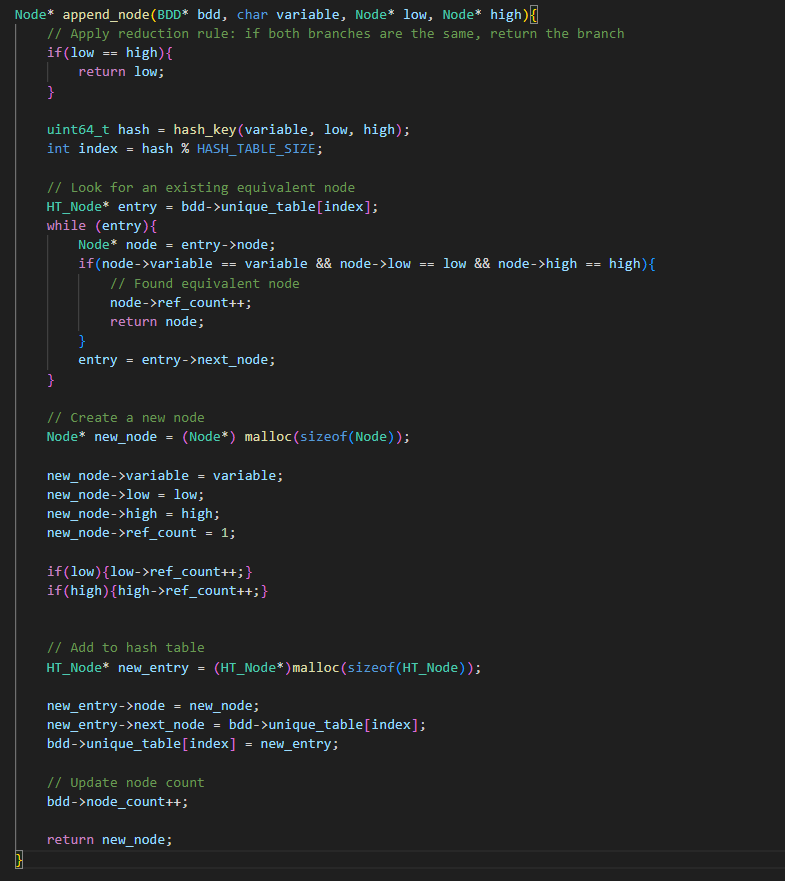 Node* append_node(BDD* bdd, char variable, Node* low, Node* high){
    // Apply reduction rule: if both branches are the same, return the branch
    if(low == high){
        return low;
    }
    uint64_t hash = hash_key(variable, low, high);
    int index = hash % HASH_TABLE_SIZE;
    // Look for an existing equivalent node
    HT_Node* entry = bdd->unique_table[index];
    while (entry){
        Node* node = entry->node;
        if(node->variable == variable && node->low == low && node->high == high){
            // Found equivalent node
            node->ref_count++;
            return node;
        }
        entry = entry->next_node;
    }
    // Create a new node
    Node* new_node = (Node*) malloc(sizeof(Node));
    new_node->variable = variable;
    new_node->low = low;
    new_node->high = high;
    new_node->ref_count = 1;
    if(low){low->ref_count++;}
    if(high){high->ref_count++;}
    // Add to hash table
    HT_Node* new_entry = (HT_Node*)malloc(sizeof(HT_Node));
    new_entry->node = new_node;
    new_entry->next_node = bdd->unique_table[index];
    bdd->unique_table[index] = new_entry;
    // Update node count
    bdd->node_count++;
    return new_node;
}